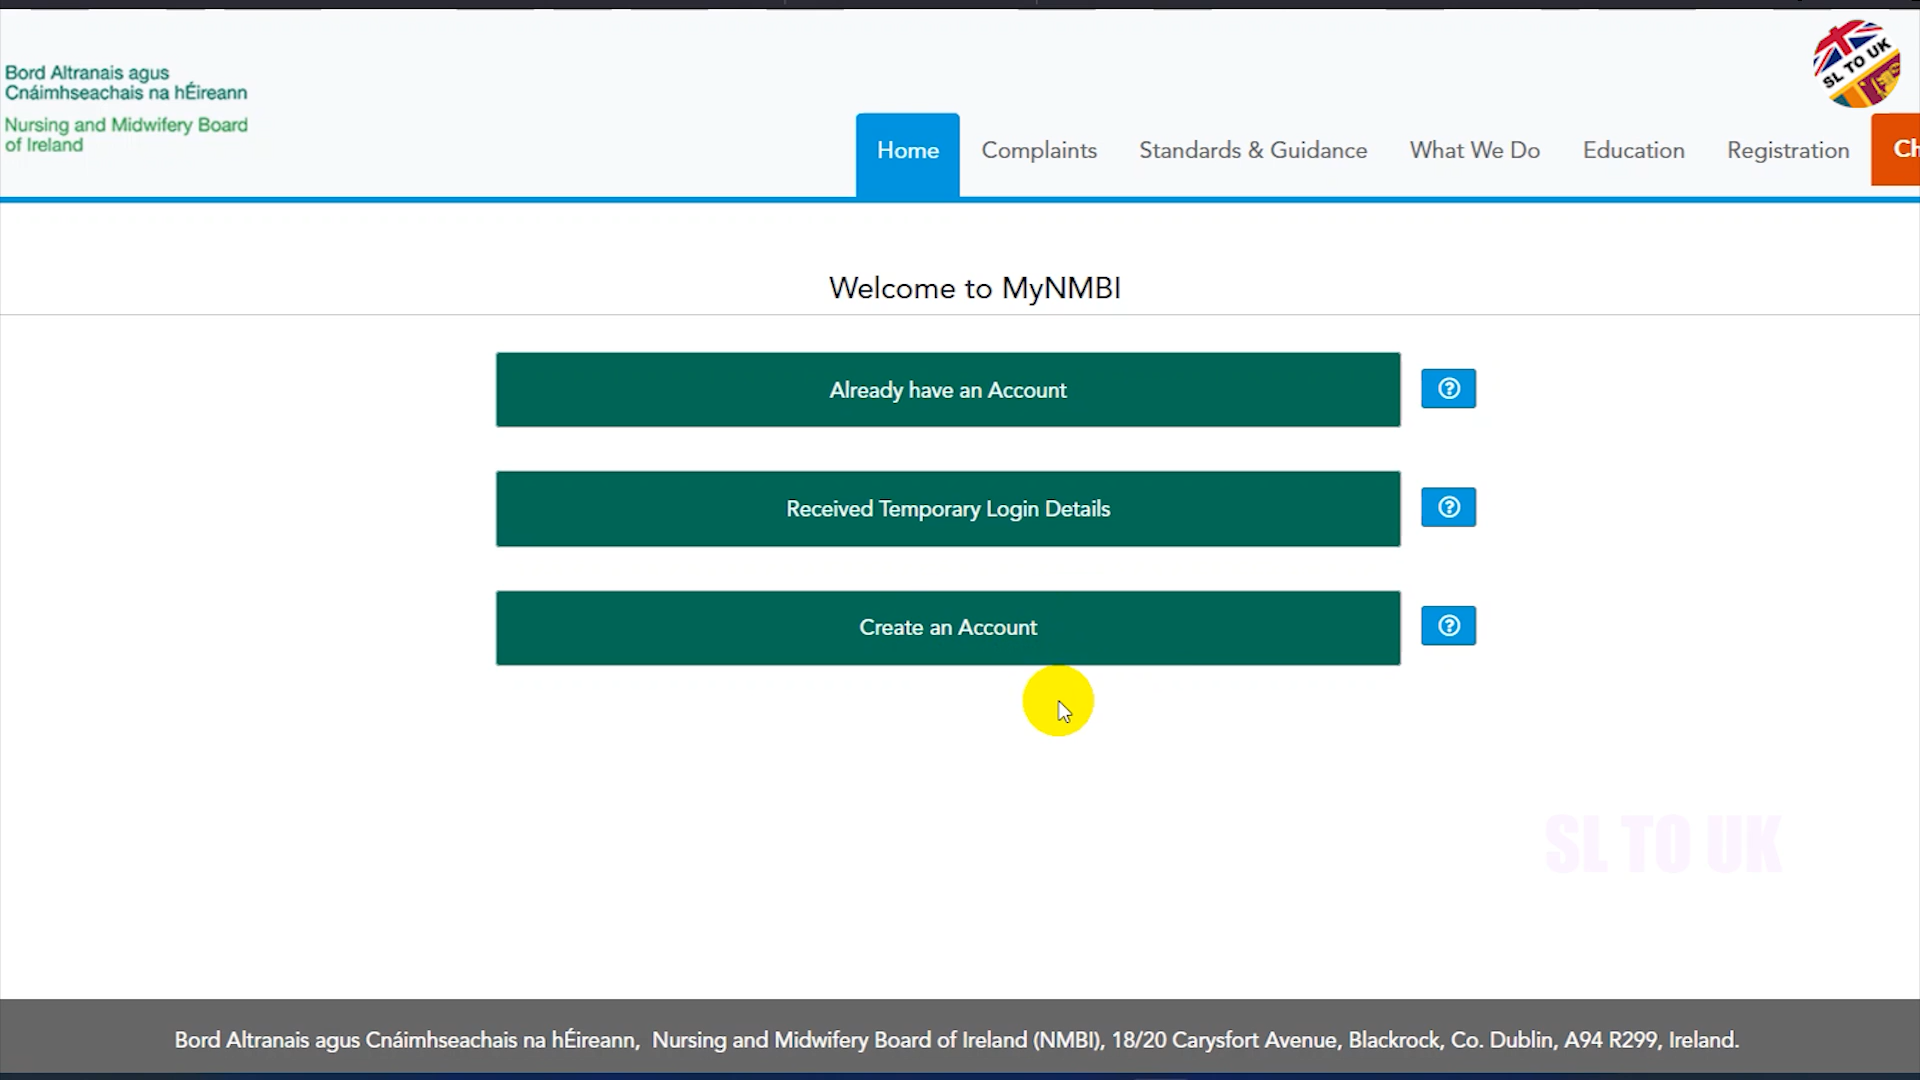 Bord Altranais agus
Cnáimhseachais na hÉireann
Nursing and Midwifery Board
of Ireland
SL TO UK
Home Complaints Standards & Guidance What We Do Education Registration Ch
Welcome to MyNMBI
Already have an Account
Received Temporary Login Details
Create an Account
SL TO UK
Bord Altranais agus Cnáimhseachais na hÉireann, Nursing and Midwifery Board of Ireland (NMBI), 18/20 Carysfort Avenue, Blackrock, Co. Dublin, A94 R299, Ireland.